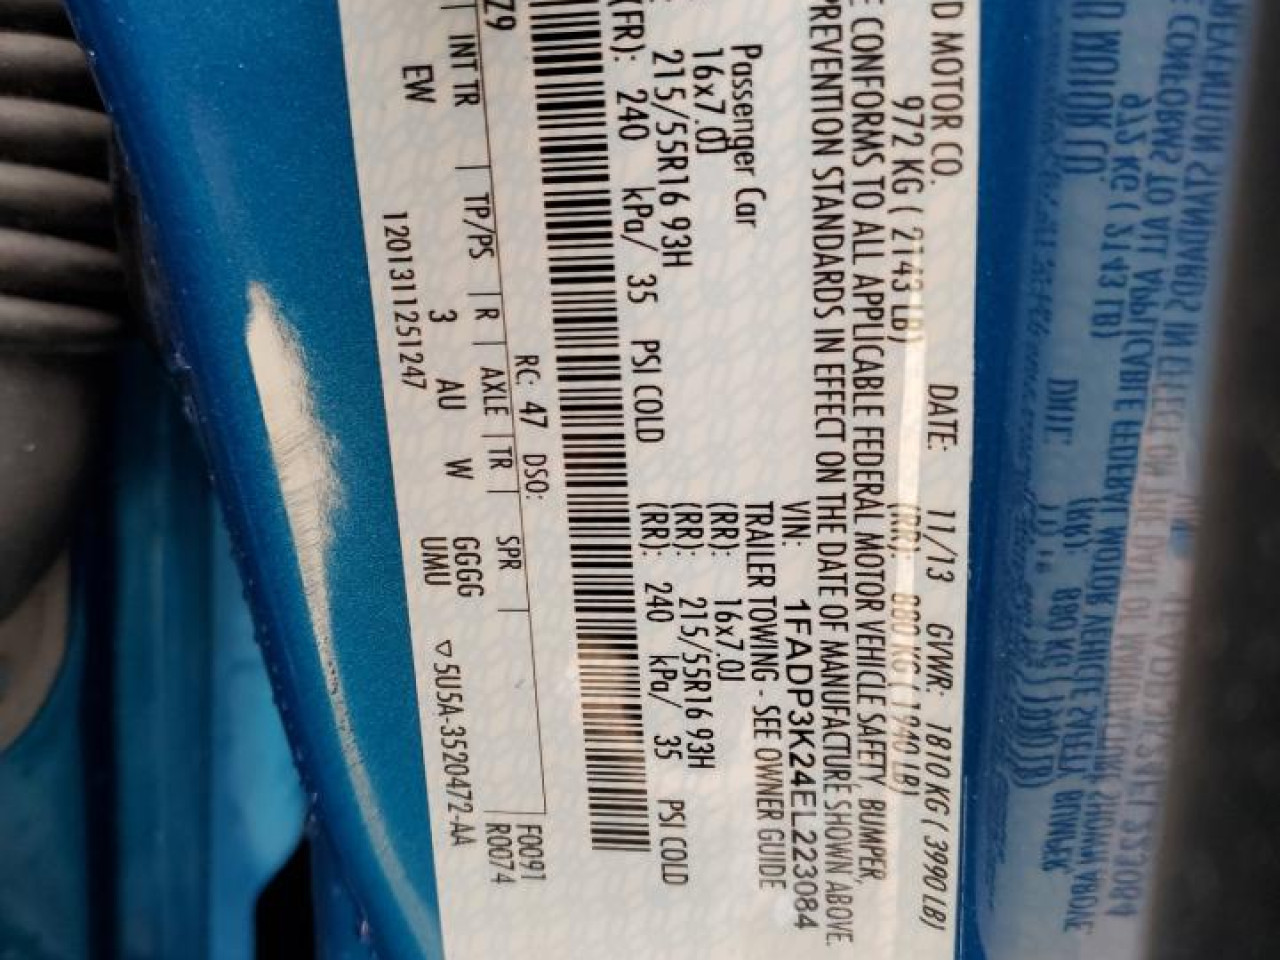 D MOTOR CO. DATE: 11/13 GVWR: 1810 KG ( 3990 LB)
972 KG ( 2143 LB) (RR): 880 KG ( 1940 LB)
E CONFORMS TO ALL APPLICABLE FEDERAL MOTOR VEHICLE SAFETY, BUMPER,
PREVENTION STANDARDS IN EFFECT ON THE DATE OF MANUFACTURE SHOWN ABOVE.
VIN: 1FADP3K24EL223084
Passenger Car TRAILER TOWING - SEE OWNER GUIDE
16x7.0J (RR): 16x7.0J
215/55R16 93H (RR): 215/55R16 93H
(FR): 240 kPa/ 35 PSI COLD (RR): 240 kPa/ 35 PSI COLD
Z9 RC: 47 DSO: F0091
INT TR TP/PS R AXLE TR SPR R0074
EW 3 AU W GGGG
UMU
1201311251247 5U5A-3520472-AA